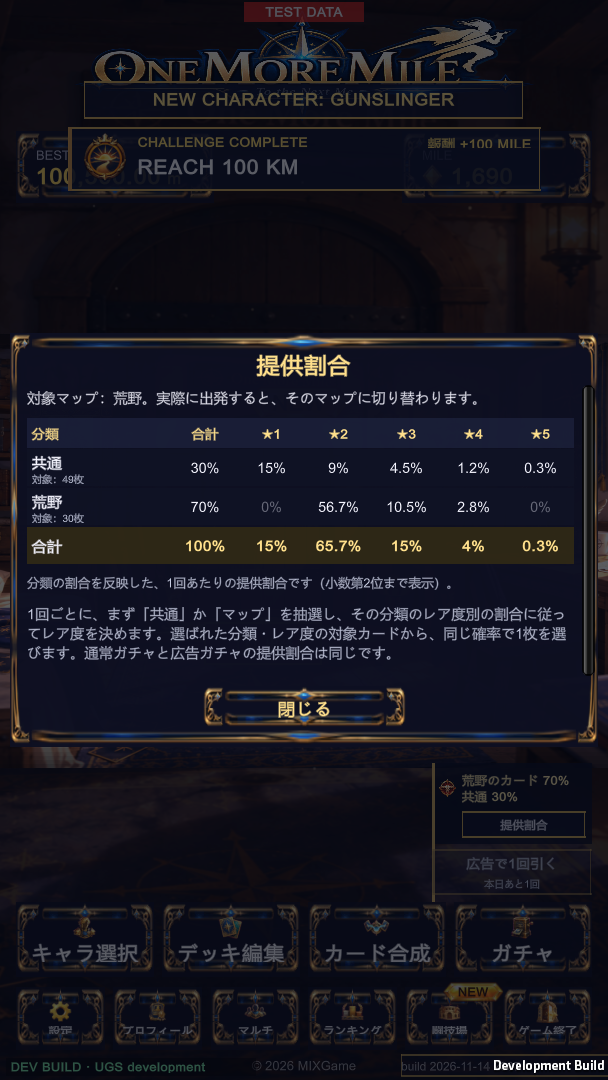 TEST DATA
ONE MORE MILE
NEW CHARACTER: GUNSLINGER
CHALLENGE COMPLETE
報酬 +100 MILE
REACH 100 KM
BEST
MILE
1,690
提供割合
対象マップ: 荒野。実際に出発すると、そのマップに切り替わります。
分類 合計 ★1 ★2 ★3 ★4 ★5
共通 30% 15% 9% 4.5% 1.2% 0.3%
対象: 49枚
荒野 70% 0% 56.7% 10.5% 2.8% 0%
対象: 30枚
合計 100% 15% 65.7% 15% 4% 0.3%
分類の割合を反映した、1回あたりの提供割合です（小数第2位まで表示）。
1回ごとに、まず「共通」か「マップ」を抽選し、その分類のレア度別の割合に従っ
てレア度を決めます。選ばれた分類・レア度の対象カードから、同じ確率で1枚を選
びます。通常ガチャと広告ガチャの提供割合は同じです。
閉じる
荒野のカード 70%
共通 30%
提供割合
広告で1回引く
本日あと1回
キャラ選択 デッキ編集 カード合成 ガチャ
NEW
設定 プロフィール マルチ ランキング 闘技場 ゲーム終了
DEV BUILD · UGS development
© 2026 MIXGame
build 2026-11-14
Development Build